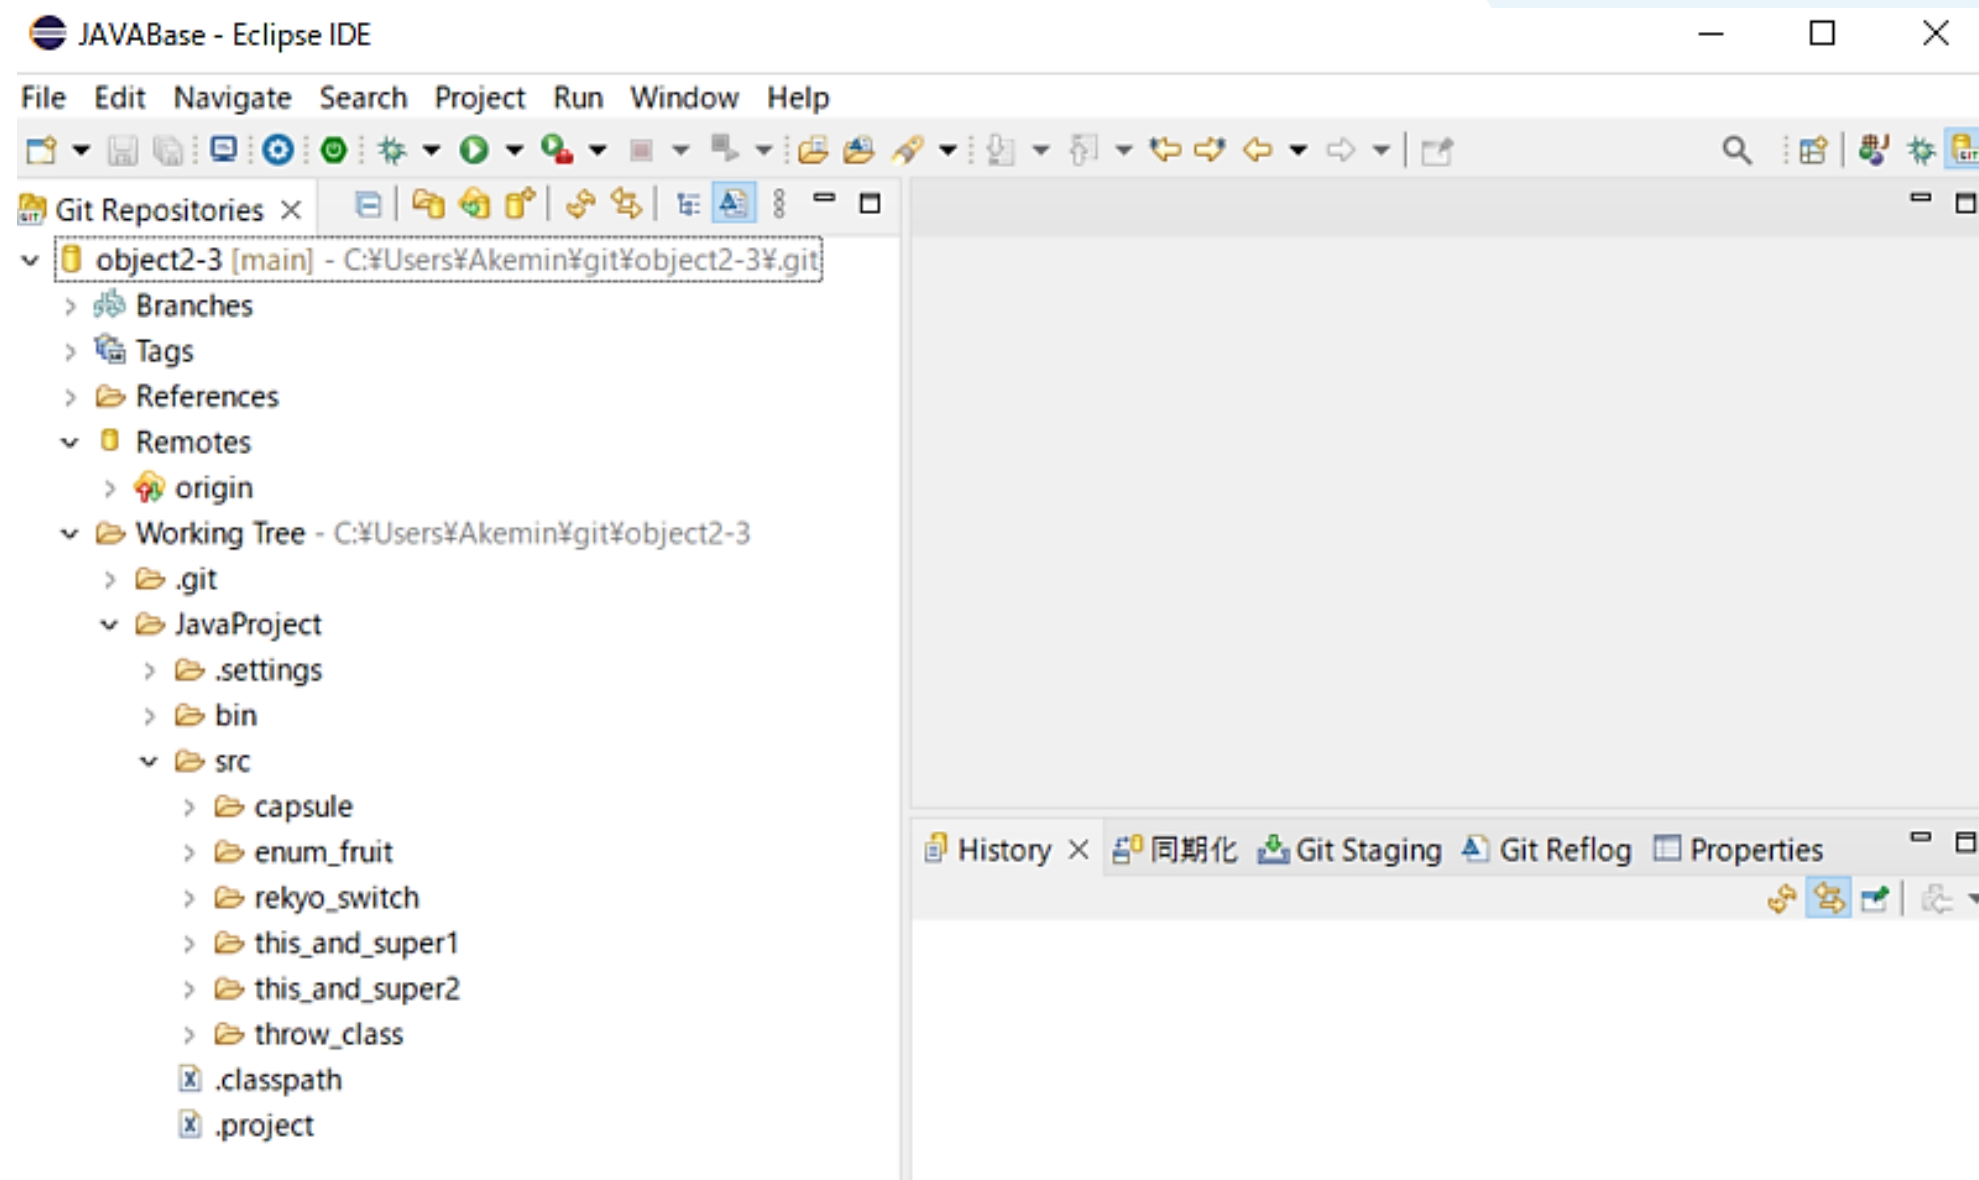 JAVABase - Eclipse IDE
File Edit Navigate Search Project Run Window Help
Git Repositories
object2-3 [main] - C:¥Users¥Akemin¥git¥object2-3¥.git
Branches
Tags
References
Remotes
origin
Working Tree - C:¥Users¥Akemin¥git¥object2-3
.git
JavaProject
.settings
bin
src
capsule
enum_fruit
rekyo_switch
this_and_super1
this_and_super2
throw_class
.classpath
.project
History 同期化 Git Staging Git Reflog Properties